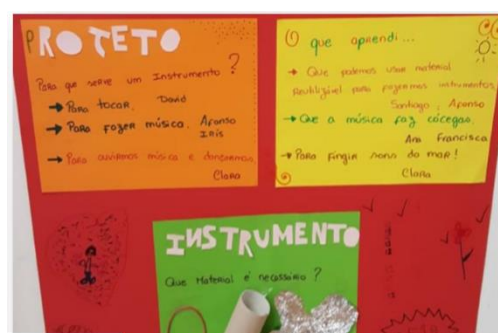 PROTETO
Para que serve um Instrumento?
→ Para tocar. David
→ Para fazer música. Afonso
Inês
→ Para ouvirmos música e dançarmos.
Clara
O que aprendi...
→ Que podemos usar material
Reutilizável para fazermos instrumentos
Santiago, Afonso
→ Que a música faz cócegas.
Ana Francisca
→ Para fingir sons do mar!
Clara
INSTRUMENTO
Que Material é necessário?